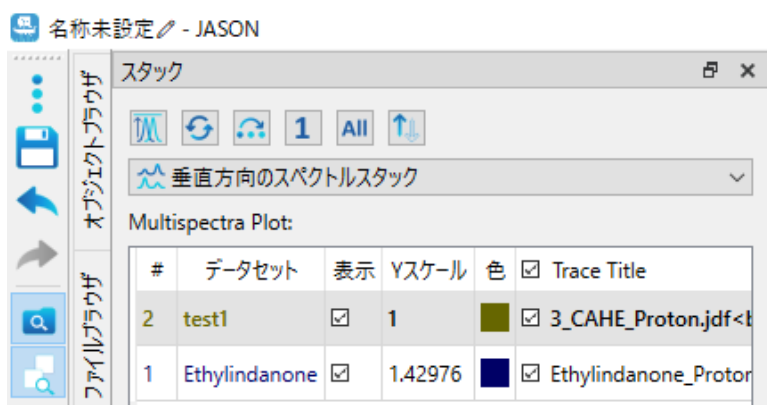 名称未設定 - JASON
スタック
オブジェクトブラウザ
ファイルブラウザ
1 All
垂直方向のスペクトルスタック
Multispectra Plot:
# データセット 表示 Yスケール 色 Trace Title
2 test1 1 3_CAHE_Proton.jdf<b
1 Ethylindanone 1.42976 Ethylindanone_Proton